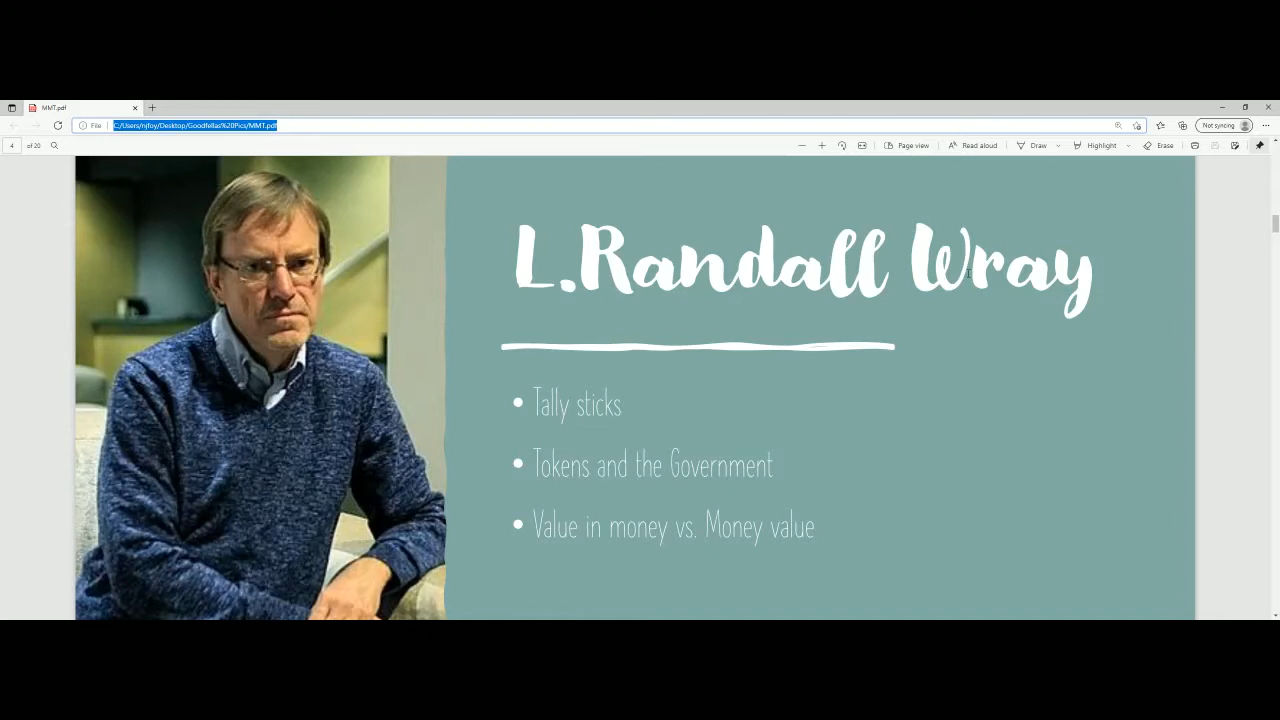 MMT.pdf
File
C:/Users/njfoy/Desktop/Goodfellas%20Pics/MMT.pdf
Not syncing
4 of 20
Page view
Read aloud
Draw
Highlight
Erase
L.Randall Wray
• Tally sticks
• Tokens and the Government
• Value in money vs. Money value